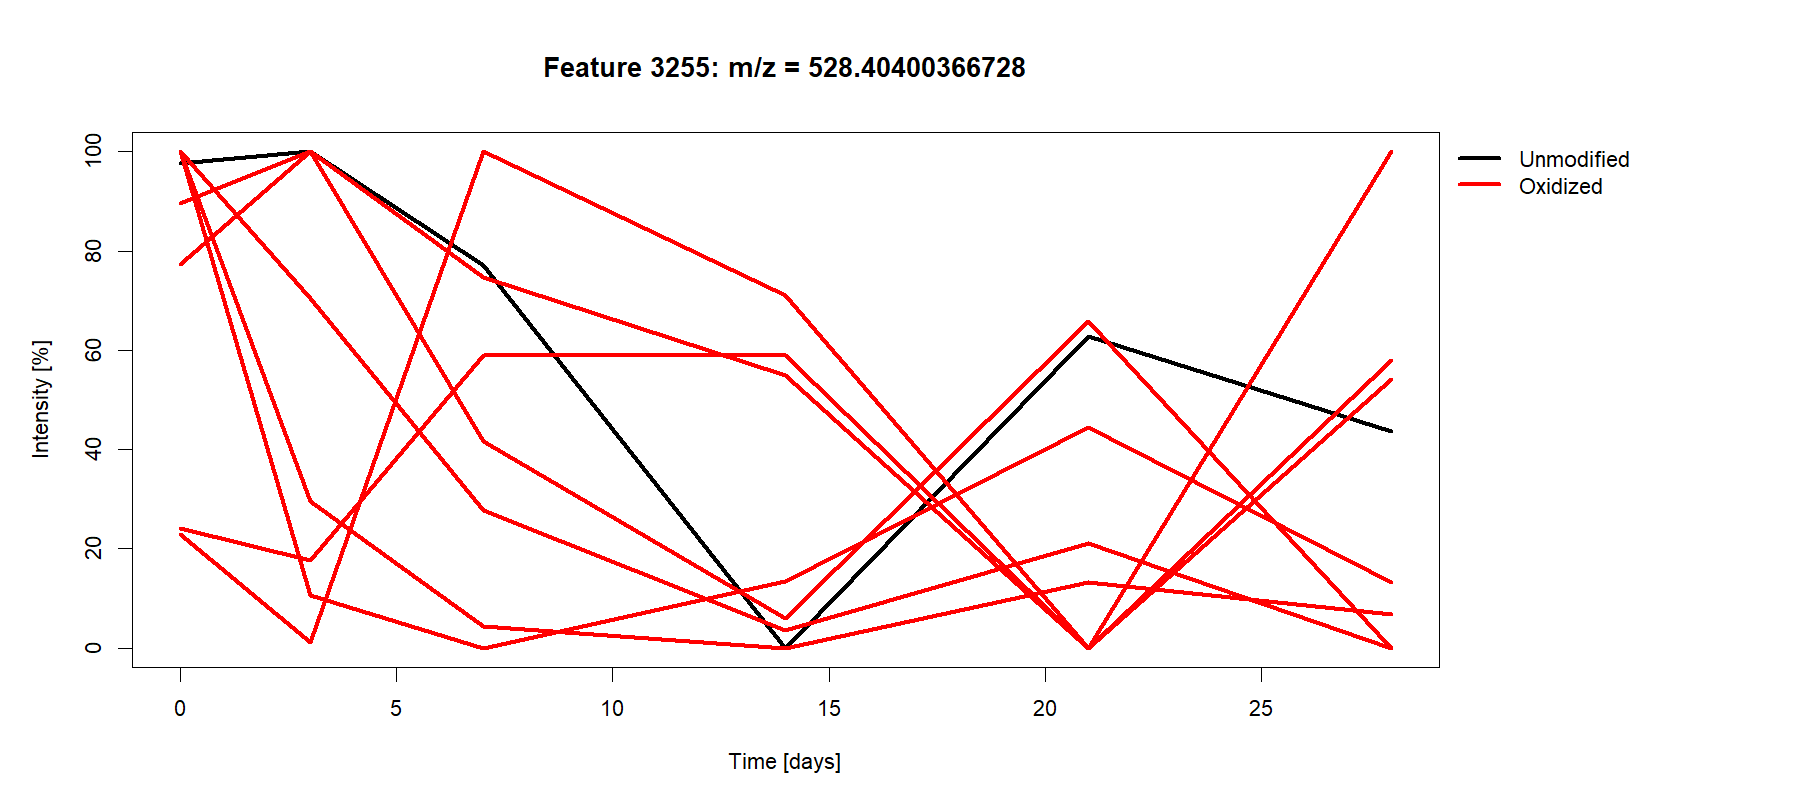 Feature 3255: m/z = 528.40400366728
Unmodified
Oxidized
Intensity [%]
100
80
60
40
20
0
0 5 10 15 20 25
Time [days]